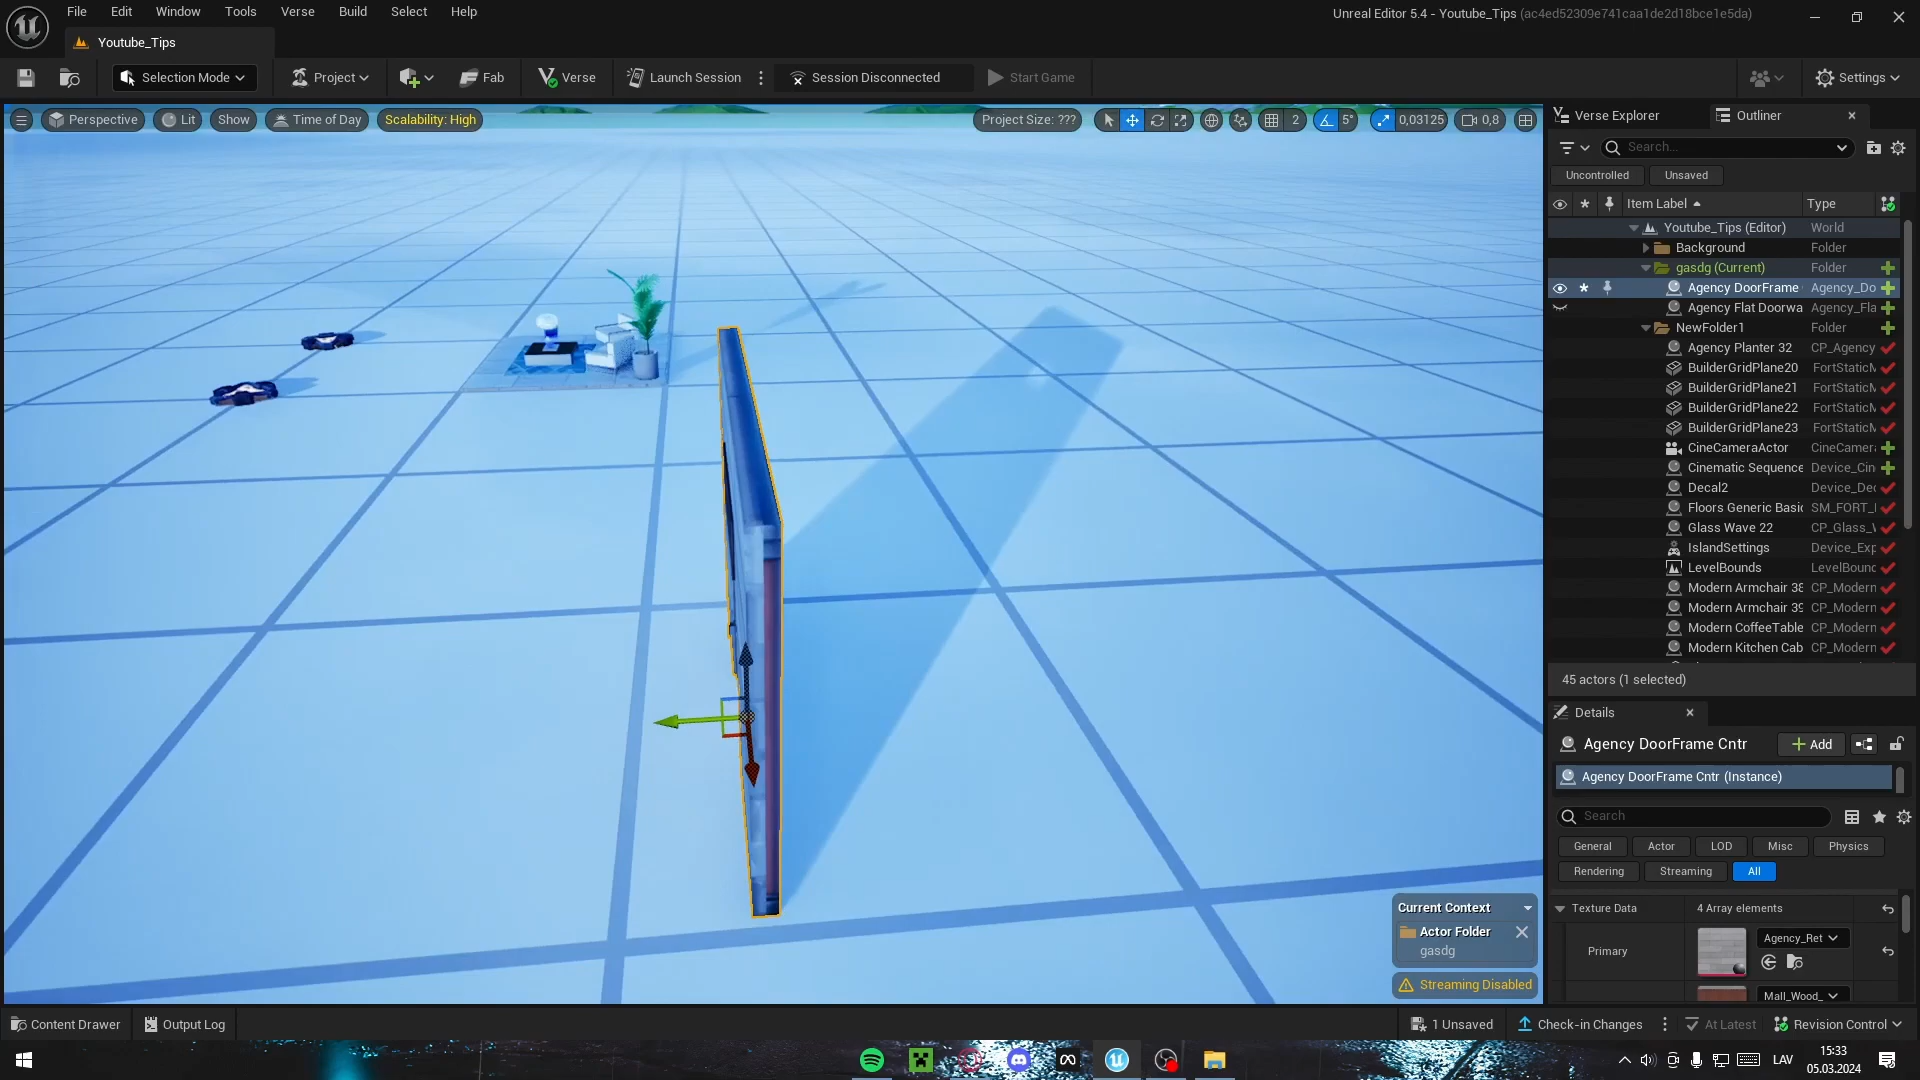 File Edit Window Tools Verse Build Select Help
Unreal Editor 5.4 - Youtube_Tips (ac4ed52309e741caa1de2d18bce1e5da)
Youtube_Tips
Selection Mode
Project
Fab
Verse
Launch Session
Session Disconnected
Start Game
Settings
Perspective
Lit
Show
Time of Day
Scalability: High
Project Size: ???
2
5°
0,03125
0,8
Verse Explorer
Outliner
Search...
Uncontrolled
Unsaved
Item Label
Type
Youtube_Tips (Editor) World
Background Folder
gasdg (Current) Folder
Agency DoorFrame Agency_Do
Agency Flat Doorwa Agency_Fla
NewFolder1 Folder
Agency Planter 32 CP_Agency
BuilderGridPlane20 FortStaticM
BuilderGridPlane21 FortStaticM
BuilderGridPlane22 FortStaticM
BuilderGridPlane23 FortStaticM
CineCameraActor CineCamera
Cinematic Sequence Device_Cin
Decal2 Device_Dec
Floors Generic Basic SM_FORT_
Glass Wave 22 CP_Glass_
IslandSettings Device_Exp
LevelBounds LevelBounc
Modern Armchair 38 CP_Modern
Modern Armchair 39 CP_Modern
Modern CoffeeTable CP_Modern
Modern Kitchen Cab CP_Modern
45 actors (1 selected)
Details
Agency DoorFrame Cntr
Add
Agency DoorFrame Cntr (Instance)
Search
General Actor LOD Misc Physics
Rendering Streaming All
Texture Data 4 Array elements
Primary
Agency_Ret
Mall_Wood_
Current Context
Actor Folder
gasdg
Streaming Disabled
Content Drawer
Output Log
1 Unsaved
Check-in Changes
At Latest
Revision Control
LAV
15:33
05.03.2024